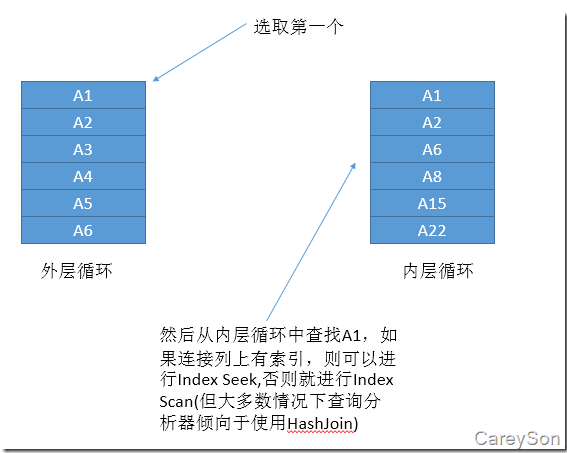 选取第一个
A1
A2
A3
A4
A5
A6
外层循环
A1
A2
A6
A8
A15
A22
内层循环
然后从内层循环中查找A1，如
果连接列上有索引，则可以进
行Index Seek,否则就进行Index
Scan(但大多数情况下查询分
析器倾向于使用HashJoin)
CareySon